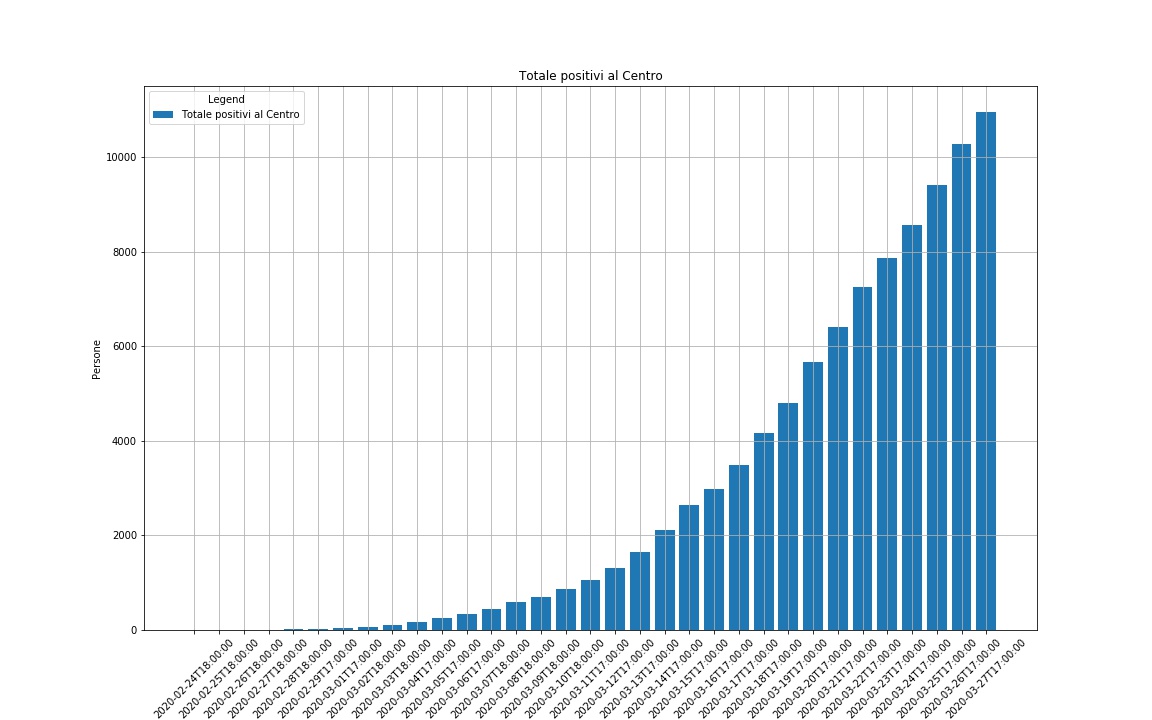 Totale positivi al Centro
Legend
Totale positivi al Centro
Persone
10000
8000
6000
4000
2000
0
2020-02-24T18:00:00
2020-02-25T18:00:00
2020-02-26T18:00:00
2020-02-27T18:00:00
2020-02-28T18:00:00
2020-02-29T17:00:00
2020-03-01T17:00:00
2020-03-02T18:00:00
2020-03-03T18:00:00
2020-03-04T17:00:00
2020-03-05T17:00:00
2020-03-06T17:00:00
2020-03-07T18:00:00
2020-03-08T18:00:00
2020-03-09T18:00:00
2020-03-10T18:00:00
2020-03-11T17:00:00
2020-03-12T17:00:00
2020-03-13T17:00:00
2020-03-14T17:00:00
2020-03-15T17:00:00
2020-03-16T17:00:00
2020-03-17T17:00:00
2020-03-18T17:00:00
2020-03-19T17:00:00
2020-03-20T17:00:00
2020-03-21T17:00:00
2020-03-22T17:00:00
2020-03-23T17:00:00
2020-03-24T17:00:00
2020-03-25T17:00:00
2020-03-26T17:00:00
2020-03-27T17:00:00